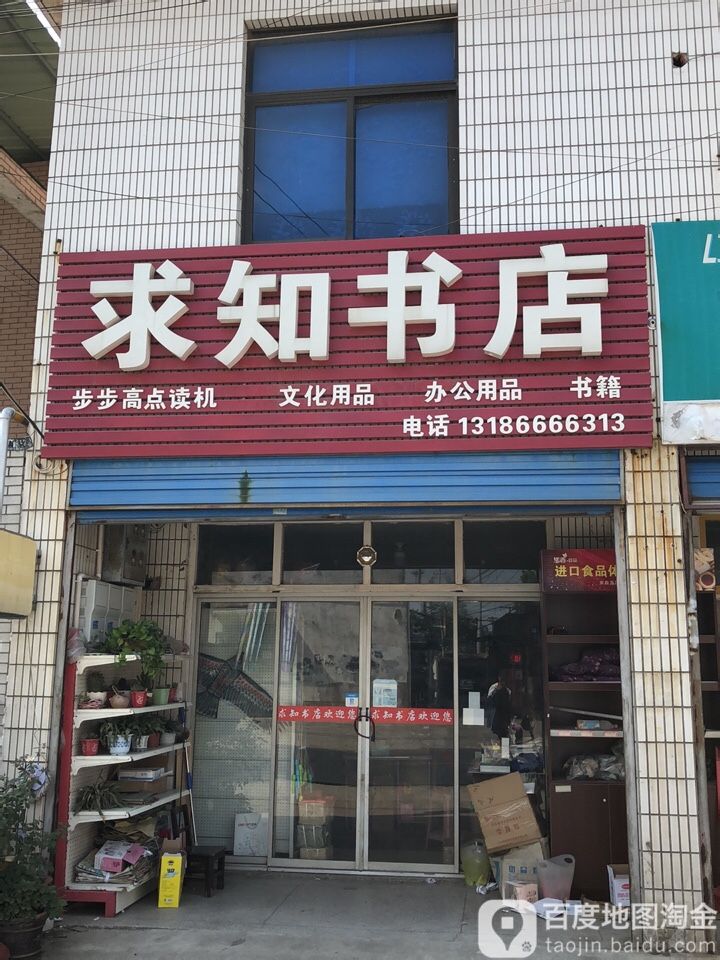 求知书店
步步高点读机 文化用品 办公用品 书籍
电话 13186666313
进口食品体
求知书店欢迎您 求知书店欢迎您
百度地图淘金
taojin.baidu.com